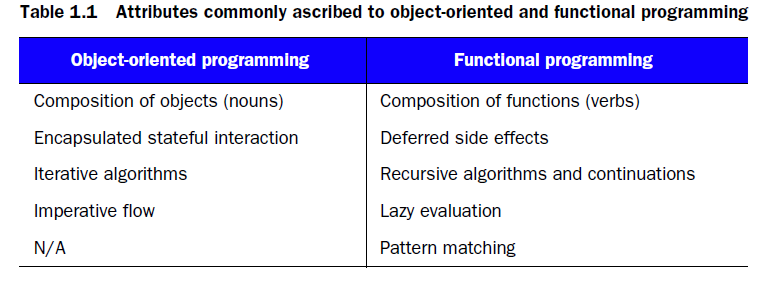 Table 1.1 Attributes commonly ascribed to object-oriented and functional programming
Object-oriented programming Functional programming
Composition of objects (nouns) Composition of functions (verbs)
Encapsulated stateful interaction Deferred side effects
Iterative algorithms Recursive algorithms and continuations
Imperative flow Lazy evaluation
N/A Pattern matching